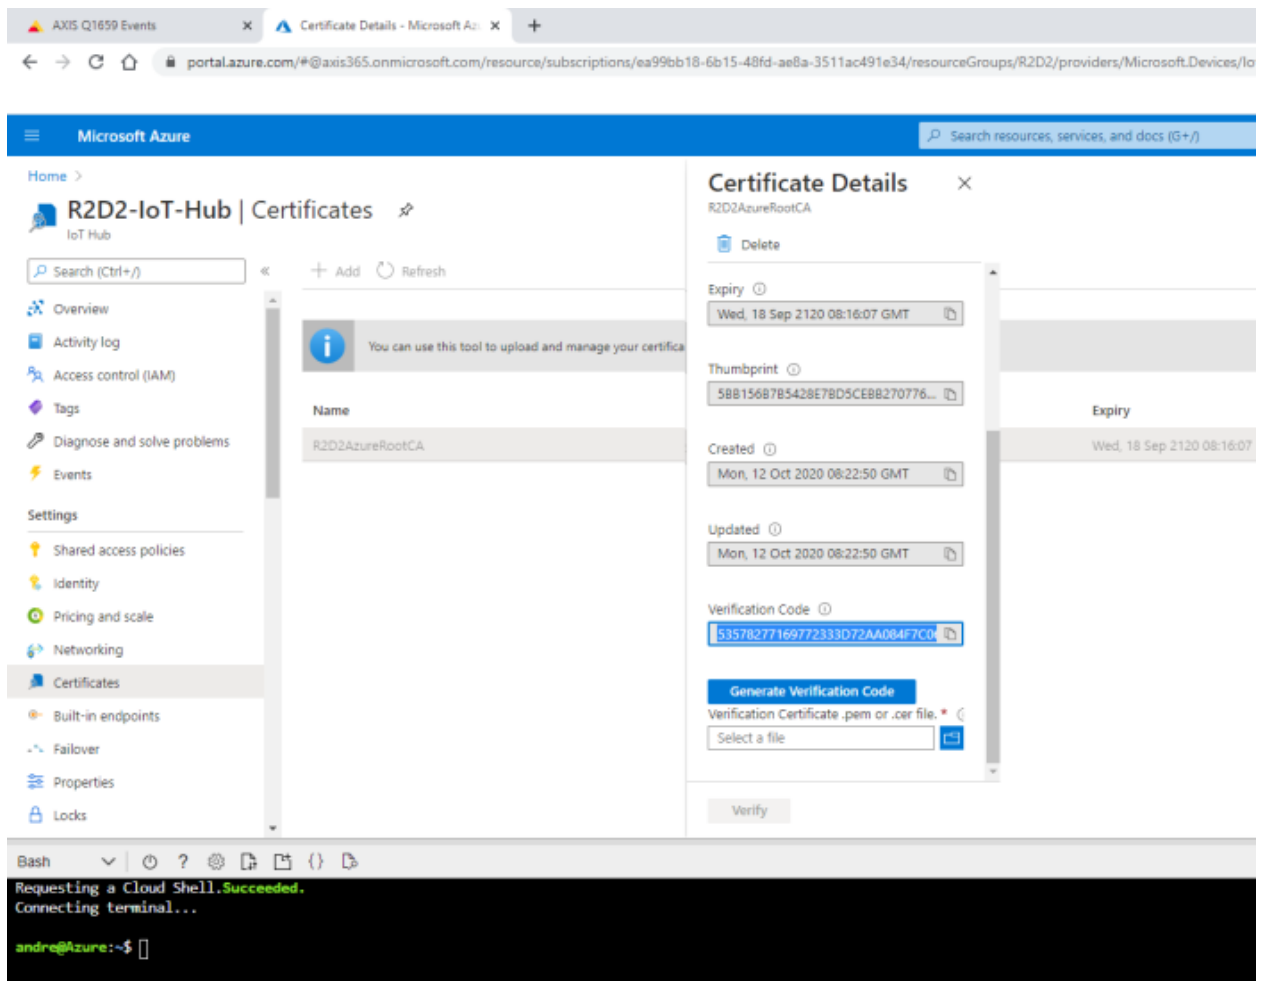 AXIS Q1659 Events
Certificate Details - Microsoft Az
portal.azure.com/#@axis365.onmicrosoft.com/resource/subscriptions/ea99bb18-6b15-48fd-ae8a-3511ac491e34/resourceGroups/R2D2/providers/Microsoft.Devices/Io
Microsoft Azure
Search resources, services, and docs (G+/)
Home >
R2D2-IoT-Hub | Certificates
IoT Hub
Search (Ctrl+/)
«
Overview
Activity log
Access control (IAM)
Tags
Diagnose and solve problems
Events
Settings
Shared access policies
Identity
Pricing and scale
Networking
Certificates
Built-in endpoints
Failover
Properties
Locks
+ Add
Refresh
You can use this tool to upload and manage your certifica
Name
R2D2AzureRootCA
Expiry
Wed, 18 Sep 2120 08:16:07
Certificate Details
R2D2AzureRootCA
Delete
Expiry
Wed, 18 Sep 2120 08:16:07 GMT
Thumbprint
5BB156B7B5428E7BD5CEBB270776...
Created
Mon, 12 Oct 2020 08:22:50 GMT
Updated
Mon, 12 Oct 2020 08:22:50 GMT
Verification Code
53578277169772333D72AA084F7C0
Generate Verification Code
Verification Certificate .pem or .cer file. *
Select a file
Verify
Bash
?
{}
Requesting a Cloud Shell.Succeeded.
Connecting terminal...
andre@Azure:~$